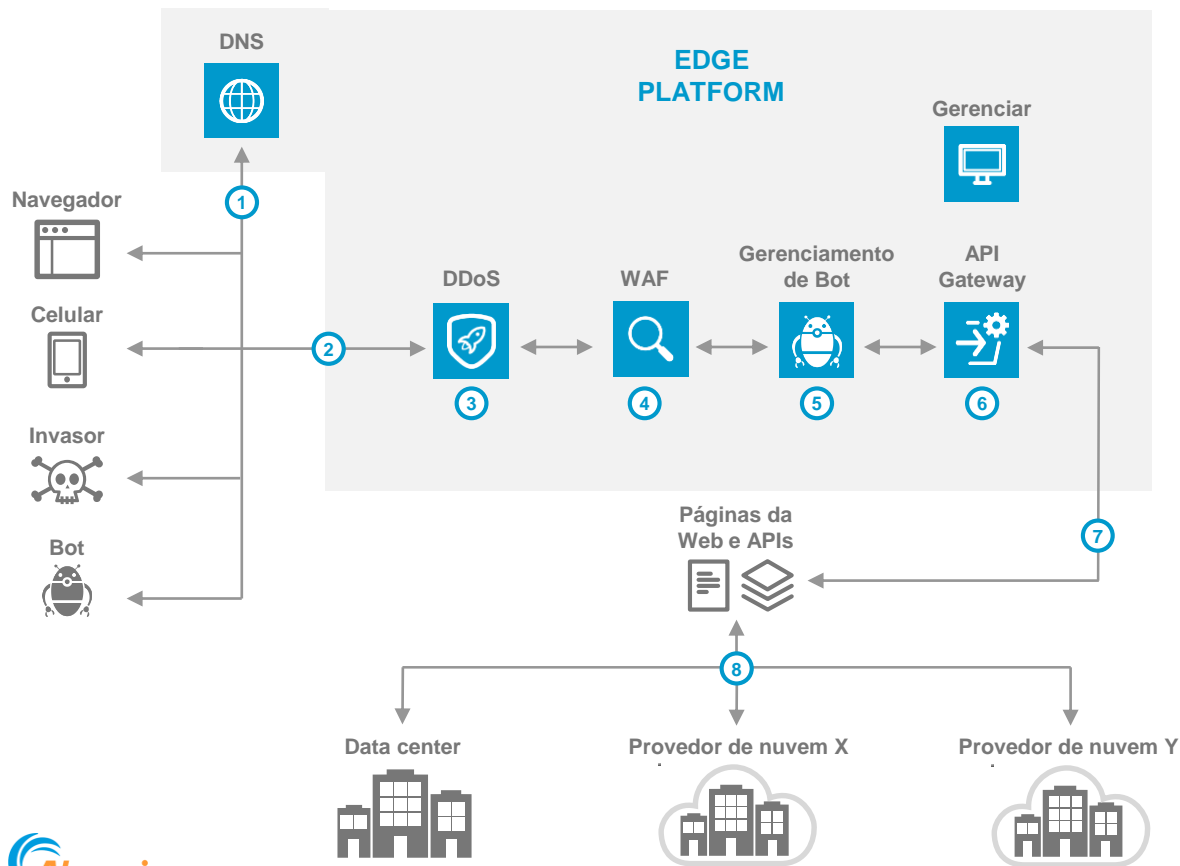 DNS
EDGE
PLATFORM
Gerenciar
1
Navegador
Gerenciamento
de Bot
API
Gateway
DDoS
WAF
Celular
2
3
4
5
6
Invasor
Páginas da
Web e APIs
7
Bot
8
Data center
Provedor de nuvem X
Provedor de nuvem Y